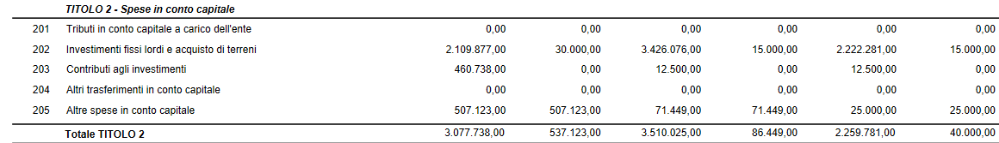 TITOLO 2 - Spese in conto capitale
201 Tributi in conto capitale a carico dell'ente 0,00 0,00 0,00 0,00 0,00 0,00
202 Investimenti fissi lordi e acquisto di terreni 2.109.877,00 30.000,00 3.426.076,00 15.000,00 2.222.281,00 15.000,00
203 Contributi agli investimenti 460.738,00 0,00 12.500,00 0,00 12.500,00 0,00
204 Altri trasferimenti in conto capitale 0,00 0,00 0,00 0,00 0,00 0,00
205 Altre spese in conto capitale 507.123,00 507.123,00 71.449,00 71.449,00 25.000,00 25.000,00
Totale TITOLO 2 3.077.738,00 537.123,00 3.510.025,00 86.449,00 2.259.781,00 40.000,00